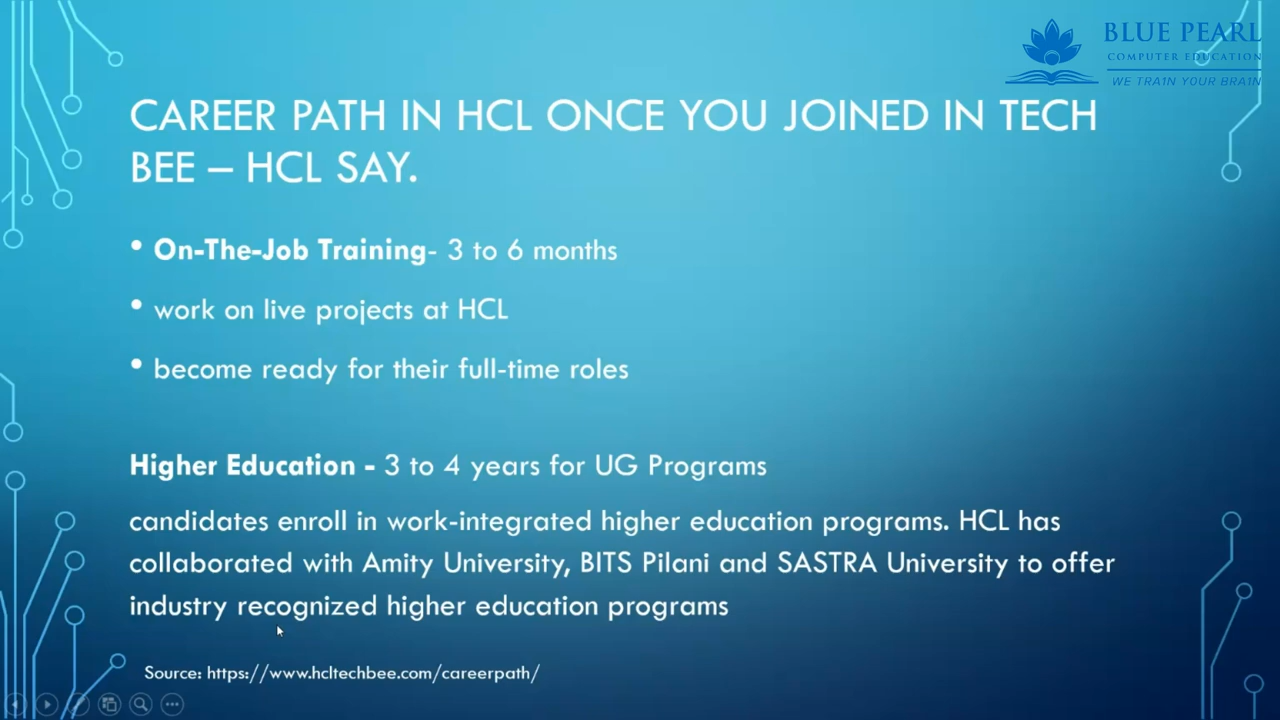 BLUE PEARL
COMPUTER EDUCATION
WE TRA1N YOUR BRA1N
CAREER PATH IN HCL ONCE YOU JOINED IN TECH
BEE – HCL SAY.
• On-The-Job Training- 3 to 6 months
• work on live projects at HCL
• become ready for their full-time roles
Higher Education - 3 to 4 years for UG Programs
candidates enroll in work-integrated higher education programs. HCL has
collaborated with Amity University, BITS Pilani and SASTRA University to offer
industry recognized higher education programs
Source: https://www.hcltechbee.com/careerpath/